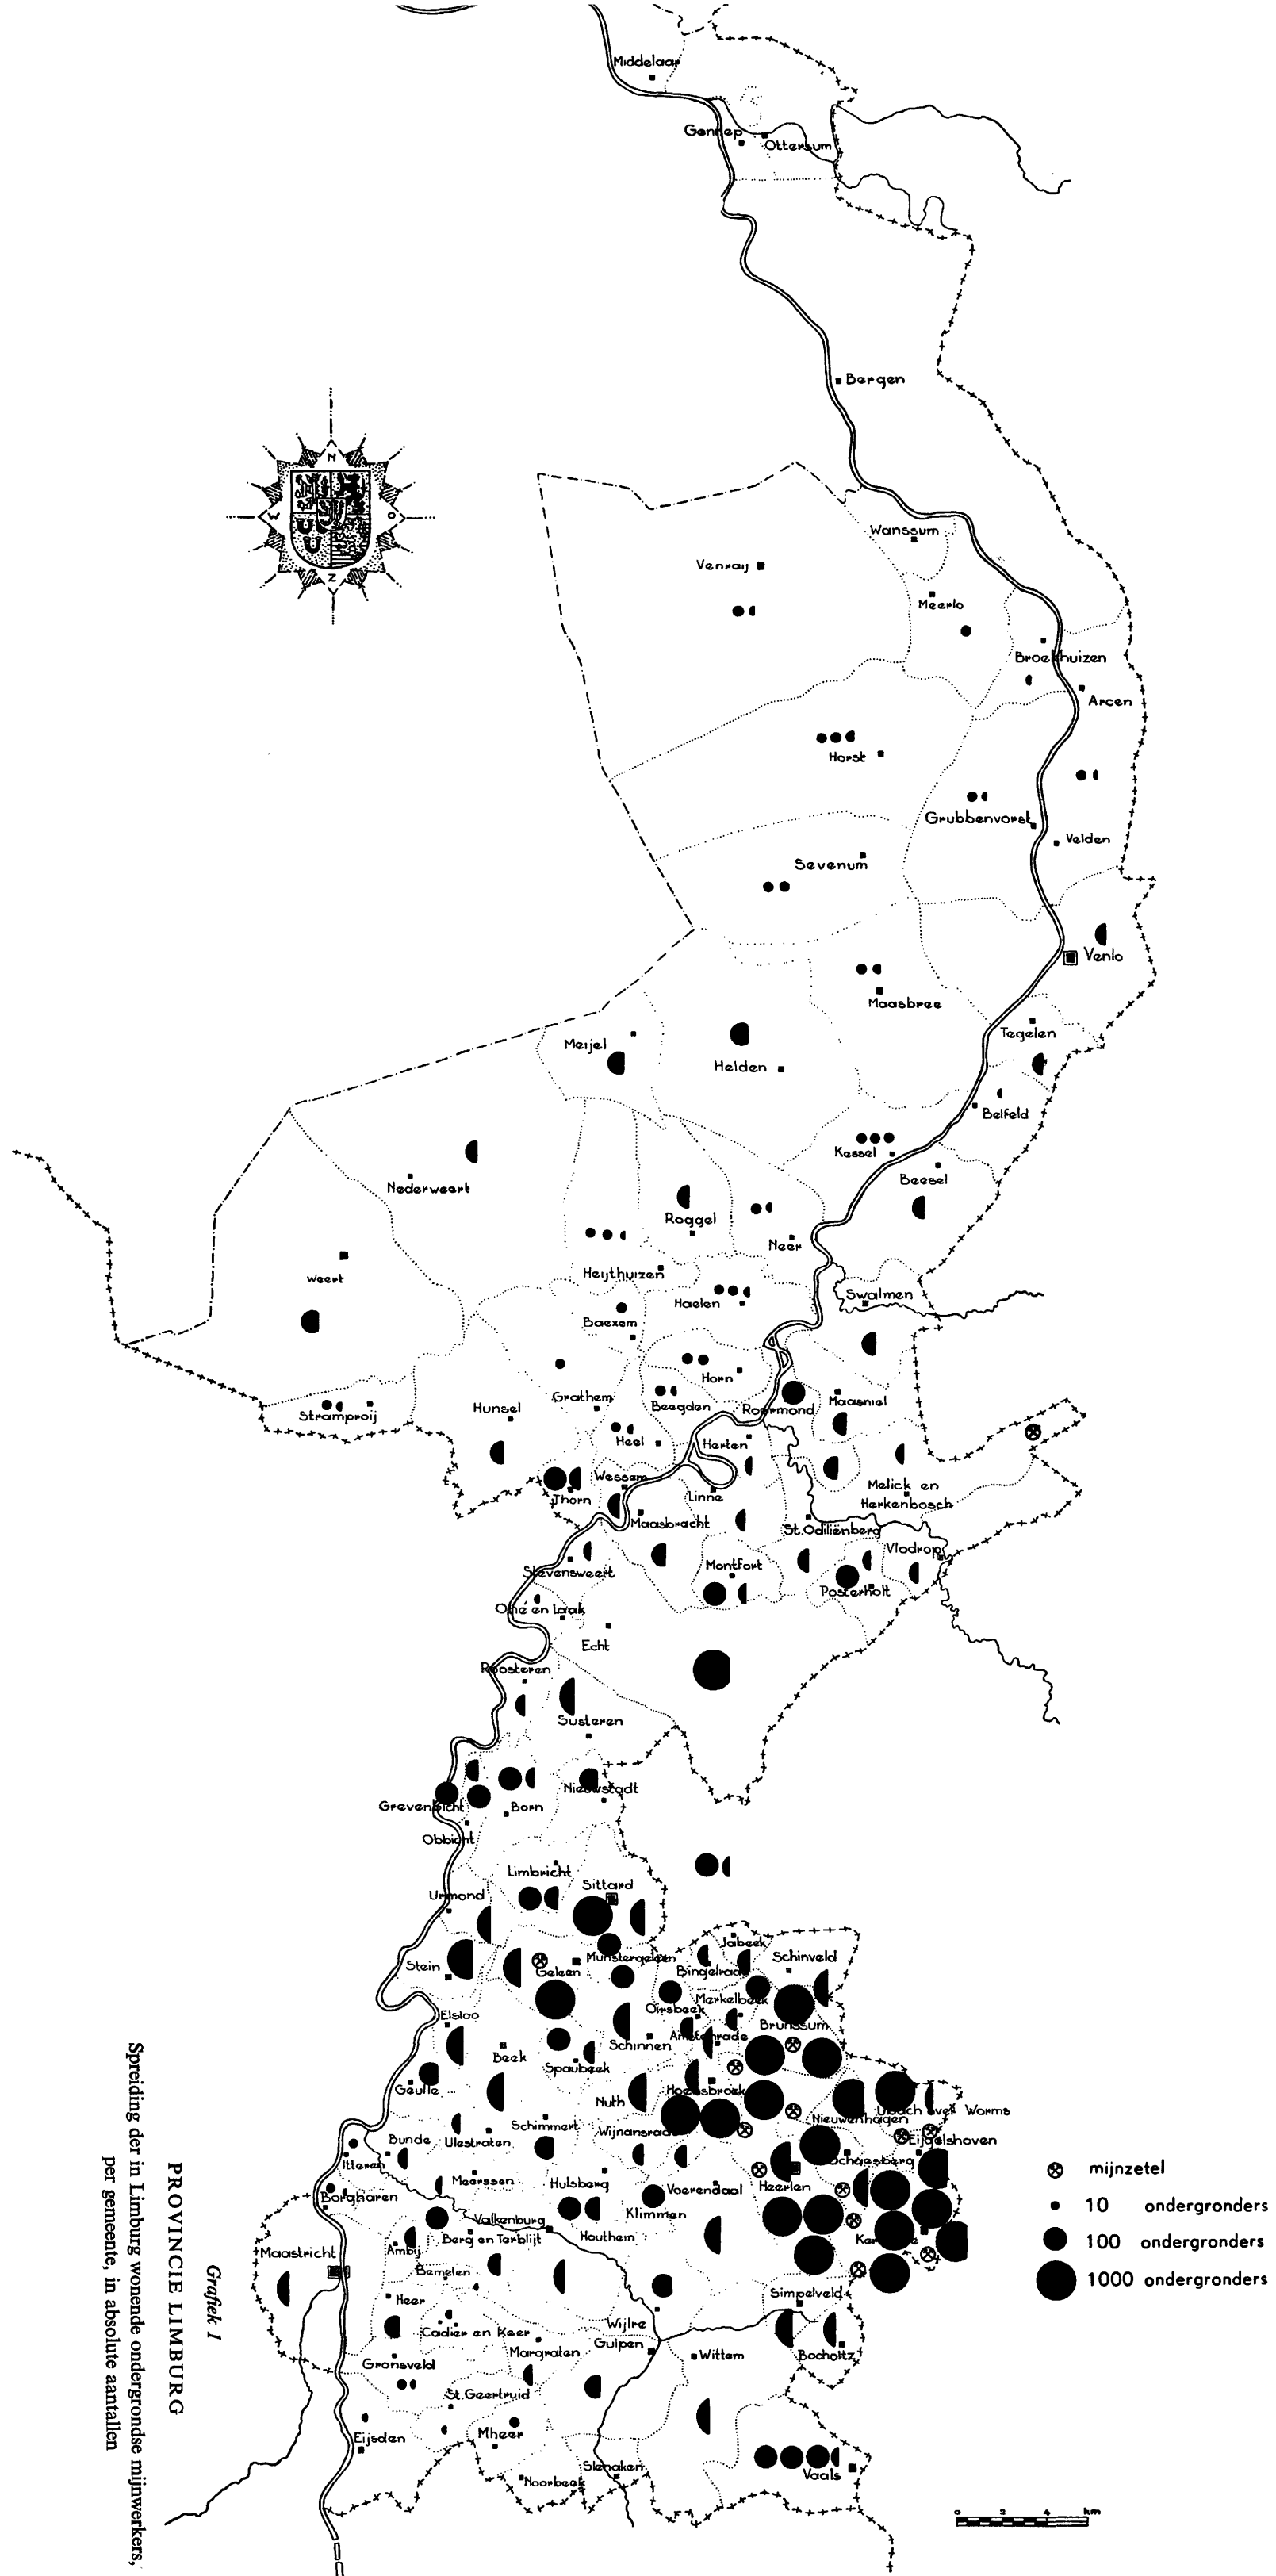 Middelaar
Gennep
Ottersum
Bergen
N
W
O
Z
Wanssum
Venraij
Meerlo
Broekhuizen
Arcen
Horst
Grubbenvorst
Velden
Sevenum
Venlo
Maasbree
Tegelen
Meijel
Helden
Belfeld
Kessel
Beesel
Nederweert
Roggel
Neer
Weert
Heijthuizen
Haelen
Swalmen
Baexem
Horn
Grathem
Beegden
Roermond
Maasniel
Stramproij
Hunsel
Heel
Herten
Wessem
Melick en
Herkenbosch
Thorn
Linne
Maasbracht
St.Odiliënberg
Vlodrop
Stevensweert
Montfort
Posterholt
Ohé en Laak
Echt
Roosteren
Susteren
Nieuwstadt
Grevenbicht
Born
Obbicht
Limbricht
Sittard
Urmond
Munstergeleen
Jabeek
Schinveld
Stein
Geleen
Bingelrade
Merkelbeek
Oirsbeek
Elsloo
Brunssum
Amstenrade
Schinnen
Beek
Spaubeek
Geulle
Hoensbroek
Nuth
Ubach over Worms
Nieuwenhagen
Schimmert
Wijnansrade
Bunde
Ulestraten
Eijgelshoven
Schaesberg
Itteren
Meerssen
Hulsberg
Voerendaal
Heerlen
Borgharen
Klimmen
Valkenburg
Houthem
Berg en Terblijt
Kerkrade
Amby
Maastricht
Bemelen
Simpelveld
Heer
Wijlre
Cadier en Keer
Gulpen
Margraten
Wittem
Bocholtz
Gronsveld
St.Geertruid
Eijsden
Mheer
Vaals
Slenaken
Noorbeek
mijnzetel
10 ondergronders
100 ondergronders
1000 ondergronders
0 2 4 km
Grafiek 1
PROVINCIE LIMBURG
Spreiding der in Limburg wonende ondergrondse mijnwerkers,
per gemeente, in absolute aantallen